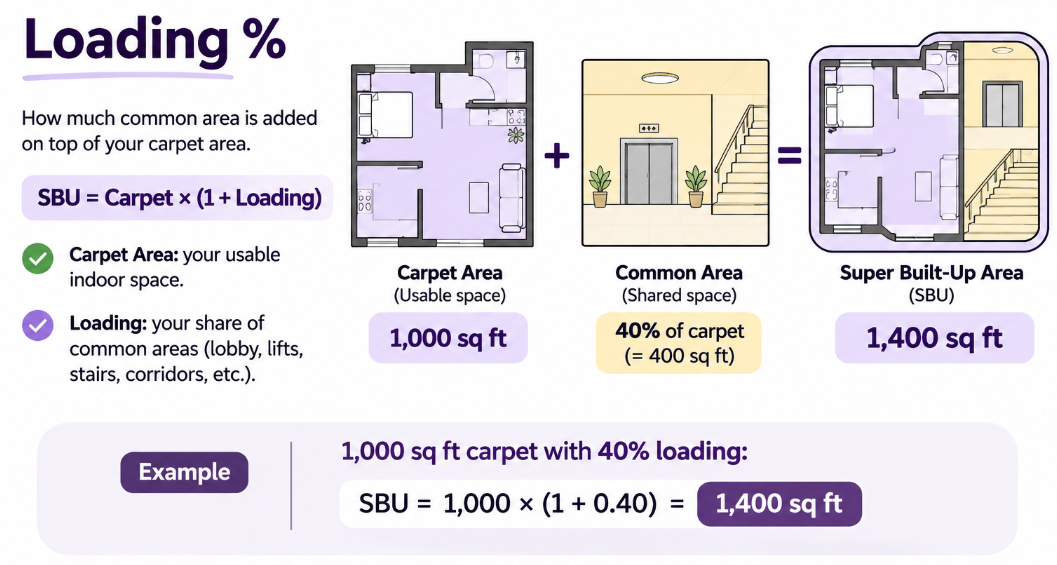 Loading %
How much common area is added
on top of your carpet area.
SBU = Carpet × (1 + Loading)
Carpet Area: your usable
indoor space.
Loading: your share of
common areas (lobby, lifts,
stairs, corridors, etc.).
+
=
Carpet Area
(Usable space)
1,000 sq ft
Common Area
(Shared space)
40% of carpet
(= 400 sq ft)
Super Built-Up Area
(SBU)
1,400 sq ft
Example
1,000 sq ft carpet with 40% loading:
SBU = 1,000 × (1 + 0.40) = 1,400 sq ft